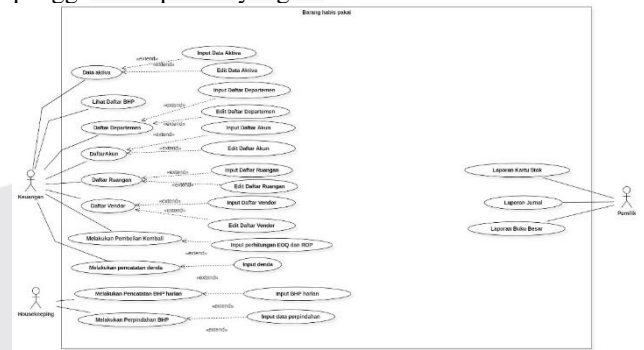 Barang habis pakai
Input Data Aktiva
«extend»
Data aktiva
«extend»
Edit Data Aktiva
Input Daftar Departemen
Lihat Daftar BHP
«extend»
Edit Daftar Departemen
Daftar Departemen
«extend»
Input Daftar Akun
«extend»
DaftarAkun
Edit Daftar Akun
«extend»
Input Daftar Ruangan
Laporan Kartu Stok
Daftar Ruangan
«extend»
Edit Daftar Ruangan
Keuangan
«extend»
Input Daftar Vendor
Laporan Jurnal
Daftar Vendor
Pemilik
«extend»
Edit Daftar Vendor
Laporan Buku Besar
Melakukan Pembelian Kembali
Input perhitungan EOQ dan ROP
«extend»
Input denda
Melakukan pencatatan denda
«extend»
Melakukan Pencatatan BHP harian
Input BHP harian
«extend»
Housekeeping
Input data perpindahan
Melakukan Perpindahan BHP
«extend»